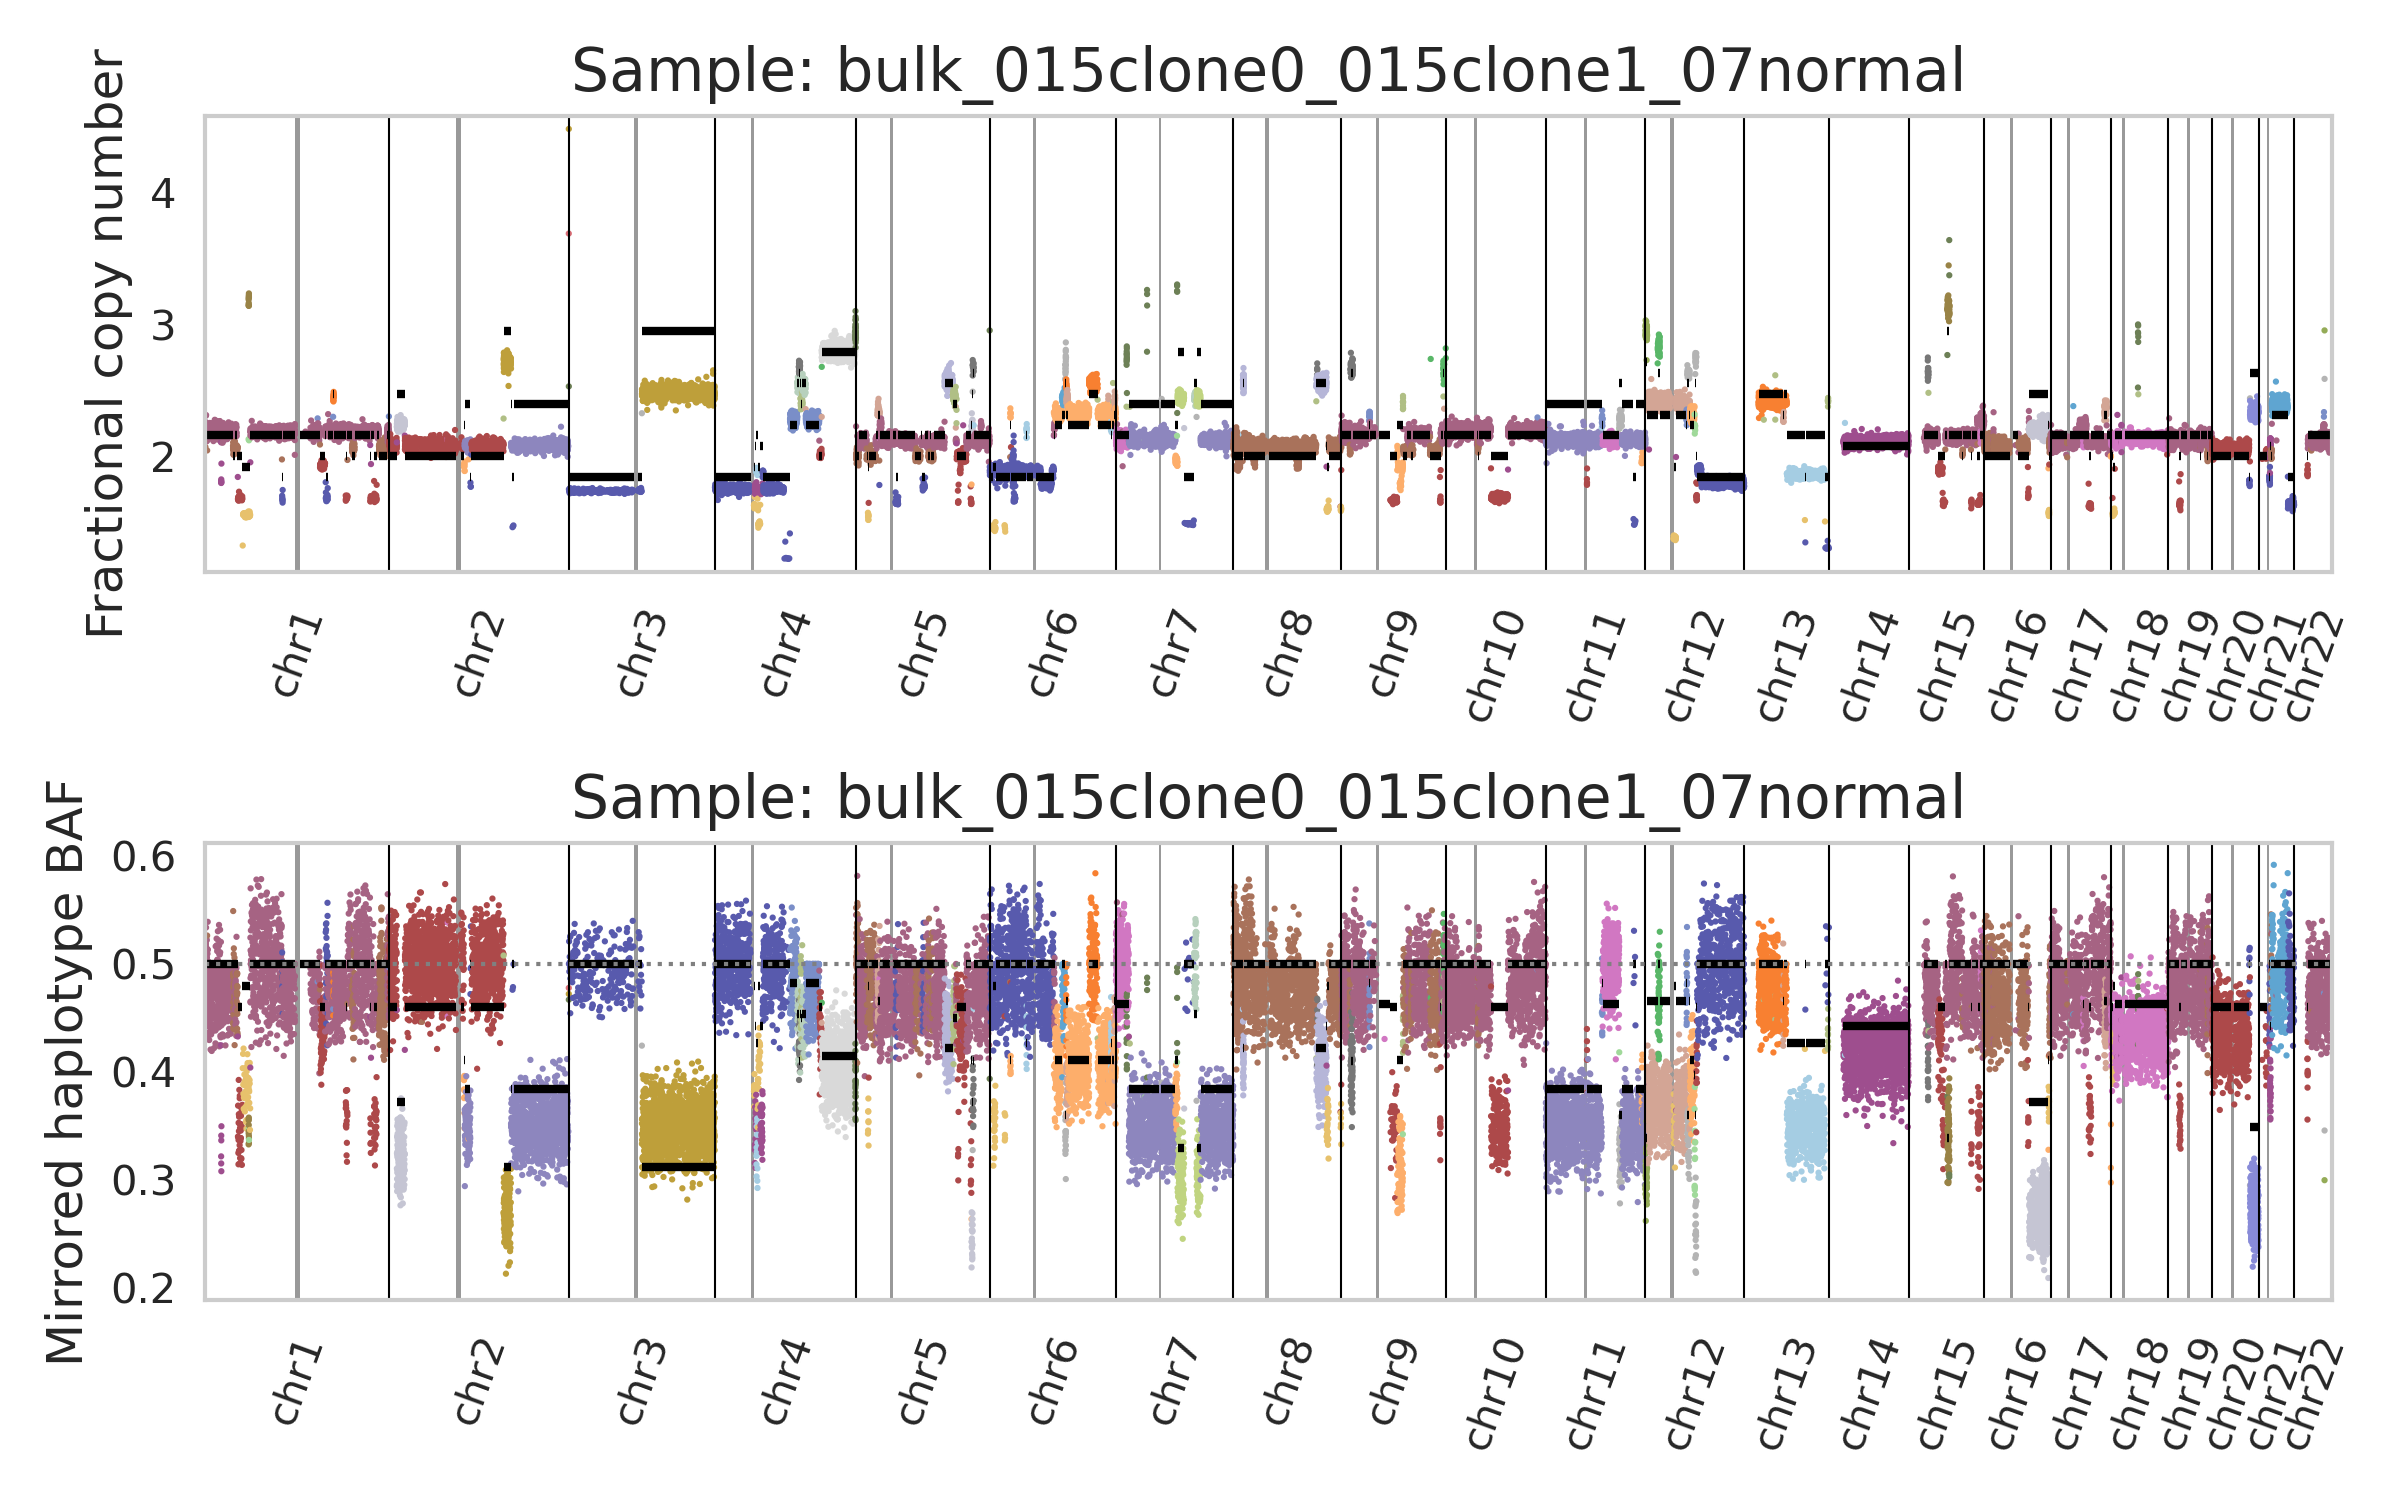 Sample: bulk_015clone0_015clone1_07normal
Fractional copy number
4
3
2
chr1 chr2 chr3 chr4 chr5 chr6 chr7 chr8 chr9 chr10 chr11 chr12 chr13 chr14 chr15 chr16 chr17 chr18 chr19 chr20 chr21 chr22
Sample: bulk_015clone0_015clone1_07normal
Mirrored haplotype BAF
0.6
0.5
0.4
0.3
0.2
chr1 chr2 chr3 chr4 chr5 chr6 chr7 chr8 chr9 chr10 chr11 chr12 chr13 chr14 chr15 chr16 chr17 chr18 chr19 chr20 chr21 chr22